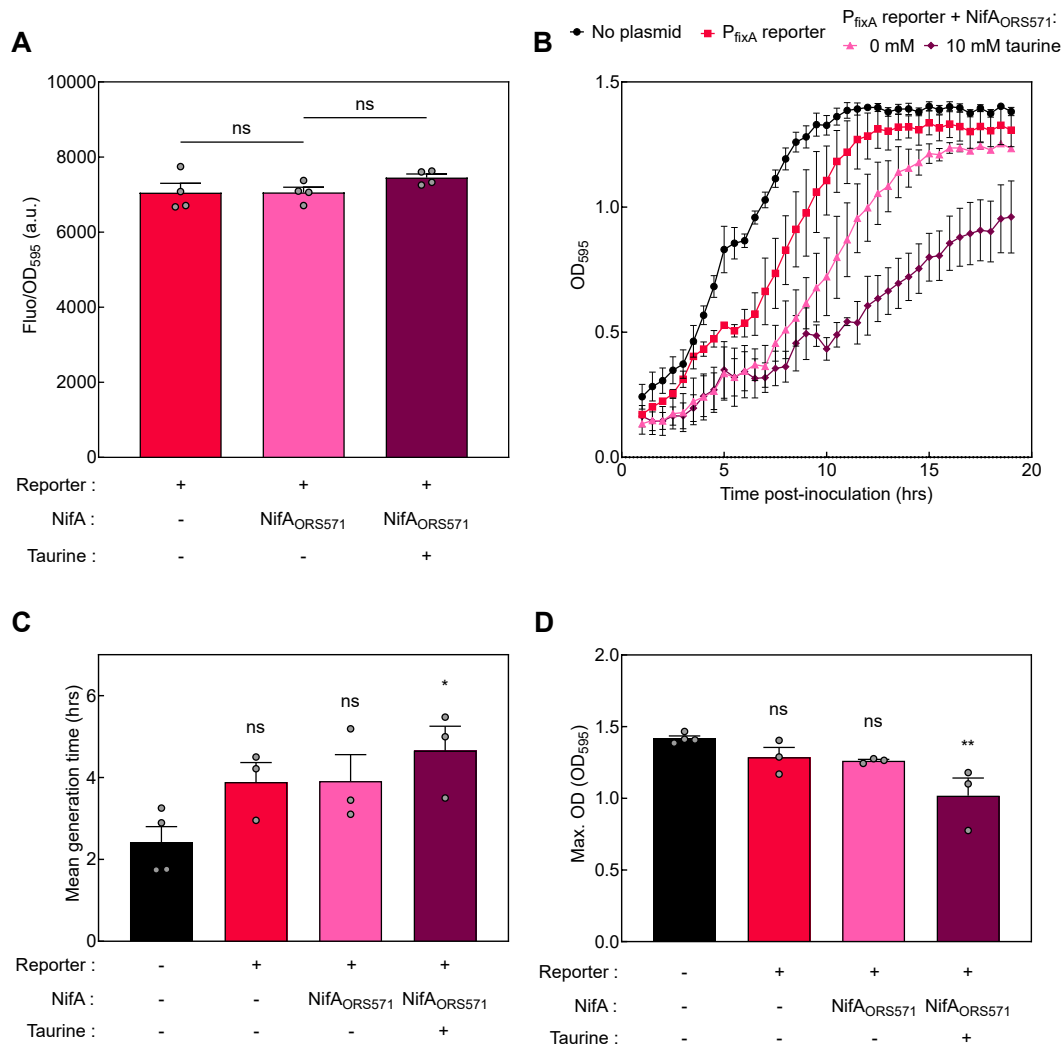 A
10000
8000
6000
4000
2000
0
Fluo/OD595 (a.u.)
ns
ns
Reporter : + + +
NifA : - NifAORS571 NifAORS571
Taurine : - - +
B
No plasmid PfixA reporter
PfixA reporter + NifAORS571:
0 mM 10 mM taurine
1.5
1.0
0.5
0.0
OD595
0 5 10 15 20
Time post-inoculation (hrs)
C
6
4
2
0
Mean generation time (hrs)
ns
ns
*
Reporter : - + + +
NifA : - - NifAORS571 NifAORS571
Taurine : - - - +
D
2.0
1.5
1.0
0.5
0.0
Max. OD (OD595)
ns
ns
**
Reporter : - + + +
NifA : - - NifAORS571 NifAORS571
Taurine : - - - +